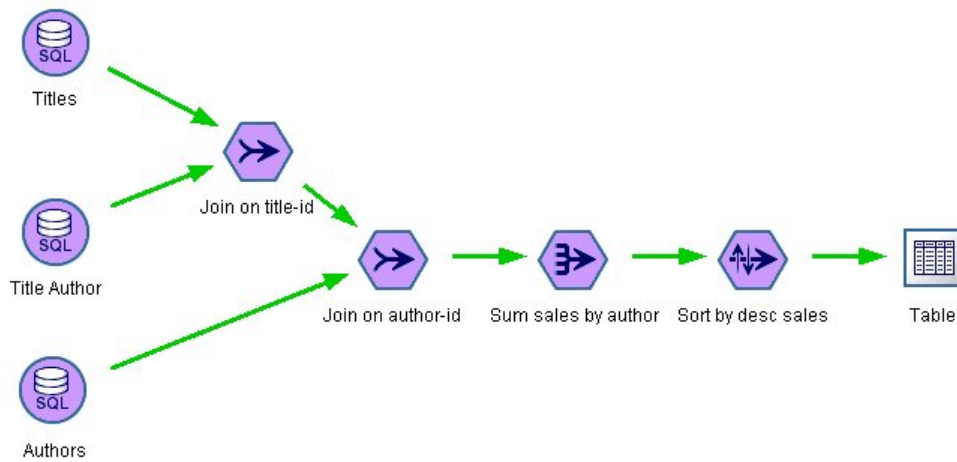 SQL
Titles
Join on title-id
SQL
Title Author
Join on author-id
Sum sales by author
Sort by desc sales
Table
SQL
Authors